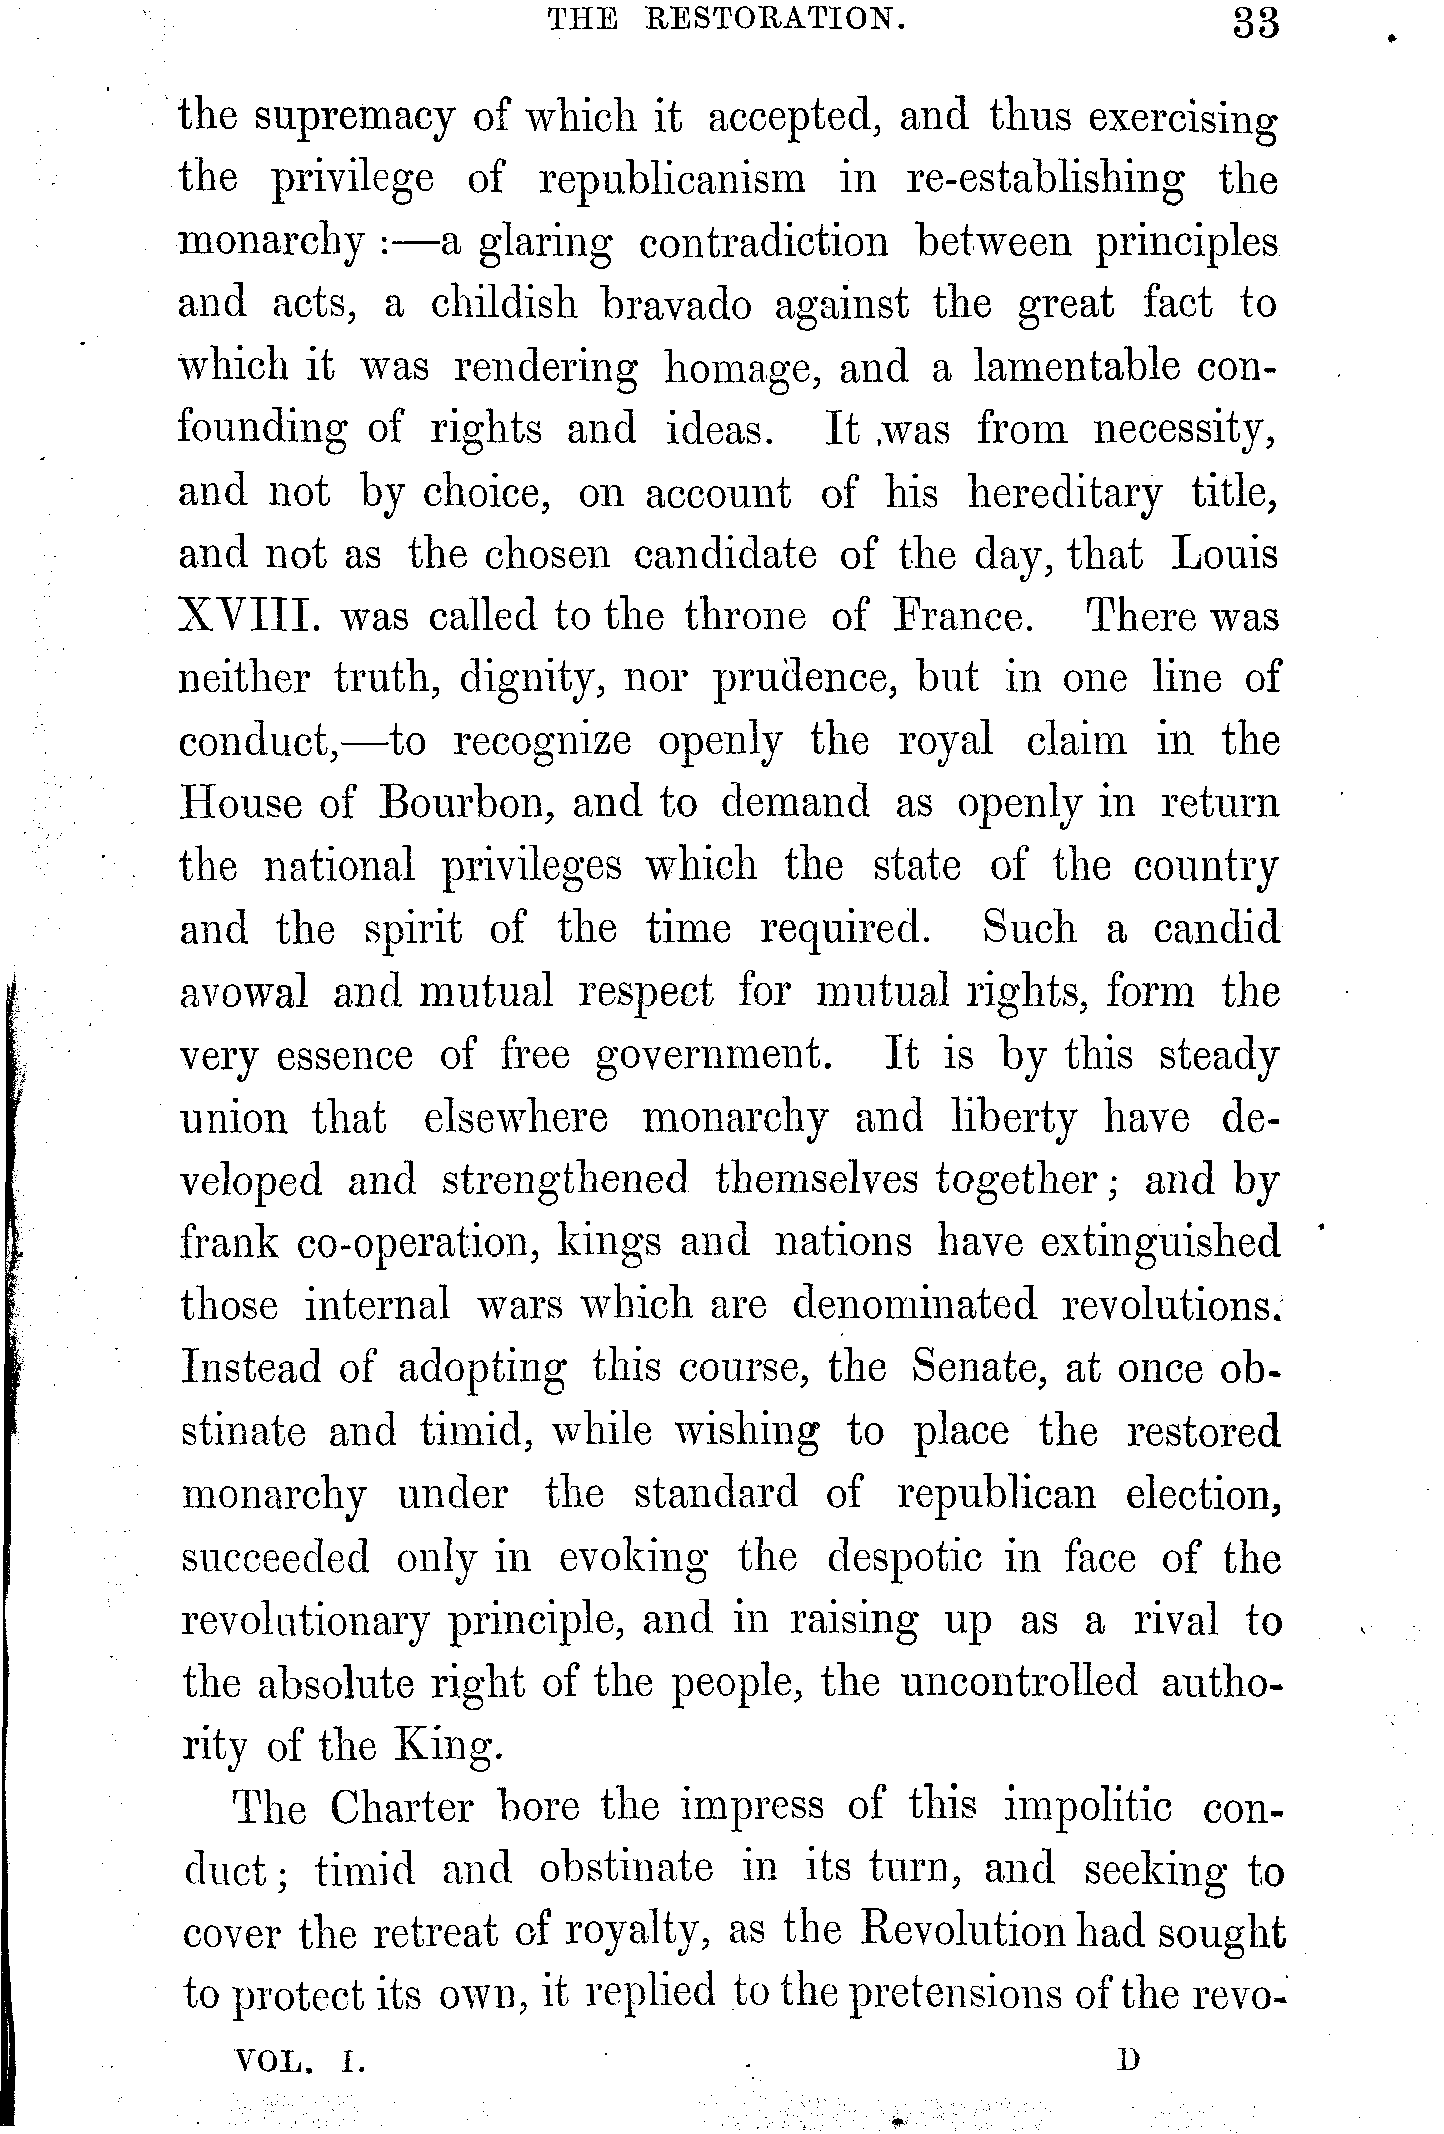 THE RESTORATION. 33
the supremacy of which it accepted, and thus exercising
the privilege of republicanism in re-establishing the
monarchy :—a glaring contradiction between principles
and acts, a childish bravado against the great fact to
which it was rendering homage, and a lamentable con-
founding of rights and ideas. It was from necessity,
and not by choice, on account of his hereditary title,
and not as the chosen candidate of the day, that Louis
XVIII. was called to the throne of France. There was
neither truth, dignity, nor prudence, but in one line of
conduct,—to recognize openly the royal claim in the
House of Bourbon, and to demand as openly in return
the national privileges which the state of the country
and the spirit of the time required. Such a candid
avowal and mutual respect for mutual rights, form the
very essence of free government. It is by this steady
union that elsewhere monarchy and liberty have de-
veloped and strengthened themselves together; and by
frank co-operation, kings and nations have extinguished
those internal wars which are denominated revolutions.
Instead of adopting this course, the Senate, at once ob-
stinate and timid, while wishing to place the restored
monarchy under the standard of republican election,
succeeded only in evoking the despotic in face of the
revolutionary principle, and in raising up as a rival to
the absolute right of the people, the uncontrolled autho-
rity of the King.
The Charter bore the impress of this impolitic con-
duct; timid and obstinate in its turn, and seeking to
cover the retreat of royalty, as the Revolution had sought
to protect its own, it replied to the pretensions of the revo-
VOL. I. D